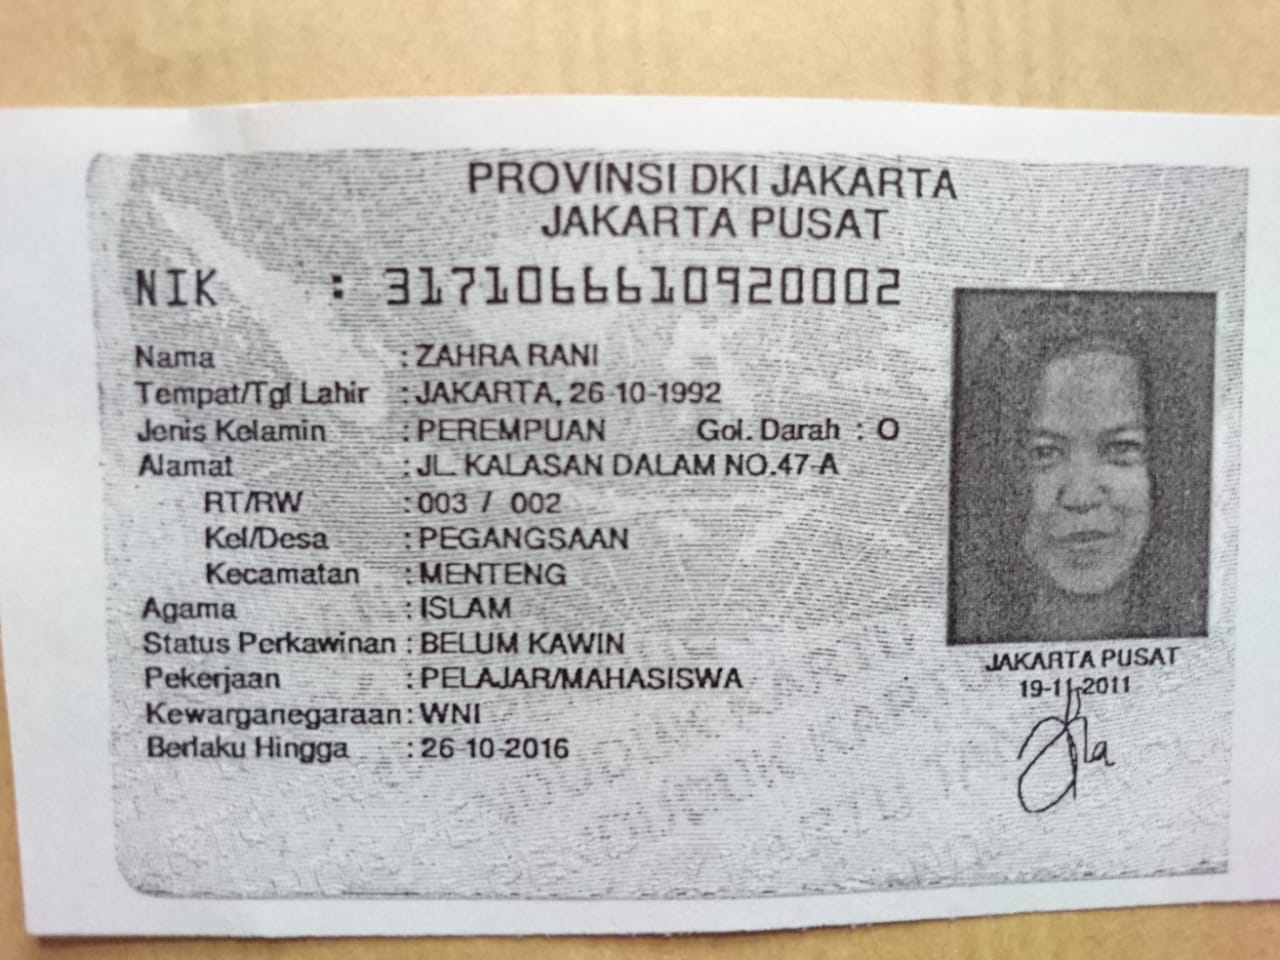 PROVINSI DKI JAKARTA
JAKARTA PUSAT
NIK : 3171066610920002
Nama : ZAHRA RANI
Tempat/Tgl Lahir : JAKARTA, 26-10-1992
Jenis Kelamin : PEREMPUAN Gol. Darah : O
Alamat : JL. KALASAN DALAM NO.47-A
RT/RW : 003 / 002
Kel/Desa : PEGANGSAAN
Kecamatan : MENTENG
Agama : ISLAM
Status Perkawinan : BELUM KAWIN
Pekerjaan : PELAJAR/MAHASISWA
Kewarganegaraan : WNI
Berlaku Hingga : 26-10-2016
JAKARTA PUSAT
19-11-2011